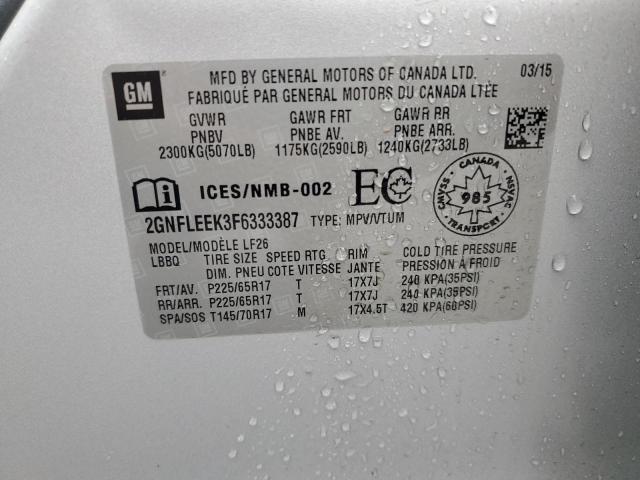 GM
MFD BY GENERAL MOTORS OF CANADA LTD. 03/15
FABRIQUÉ PAR GENERAL MOTORS DU CANADA LTÉE
GVWR GAWR FRT GAWR RR
PNBV PNBE AV. PNBE ARR.
2300KG(5070LB) 1175KG(2590LB) 1240KG(2733LB)
ICES/NMB-002 EC
CANADA
CMVSS 985 NSVAC
TRANSPORT
2GNFLEEK3F6333387 TYPE: MPV/VTUM
MODEL/MODÈLE LF26
LBBQ TIRE SIZE SPEED RTG RIM COLD TIRE PRESSURE
DIM. PNEU COTE VITESSE JANTE PRESSION À FROID
FRT/AV. P225/65R17 T 17X7J 240 KPA(35PSI)
RR/ARR. P225/65R17 T 17X7J 240 KPA(35PSI)
SPA/SOS T145/70R17 M 17X4.5T 420 KPA(60PSI)